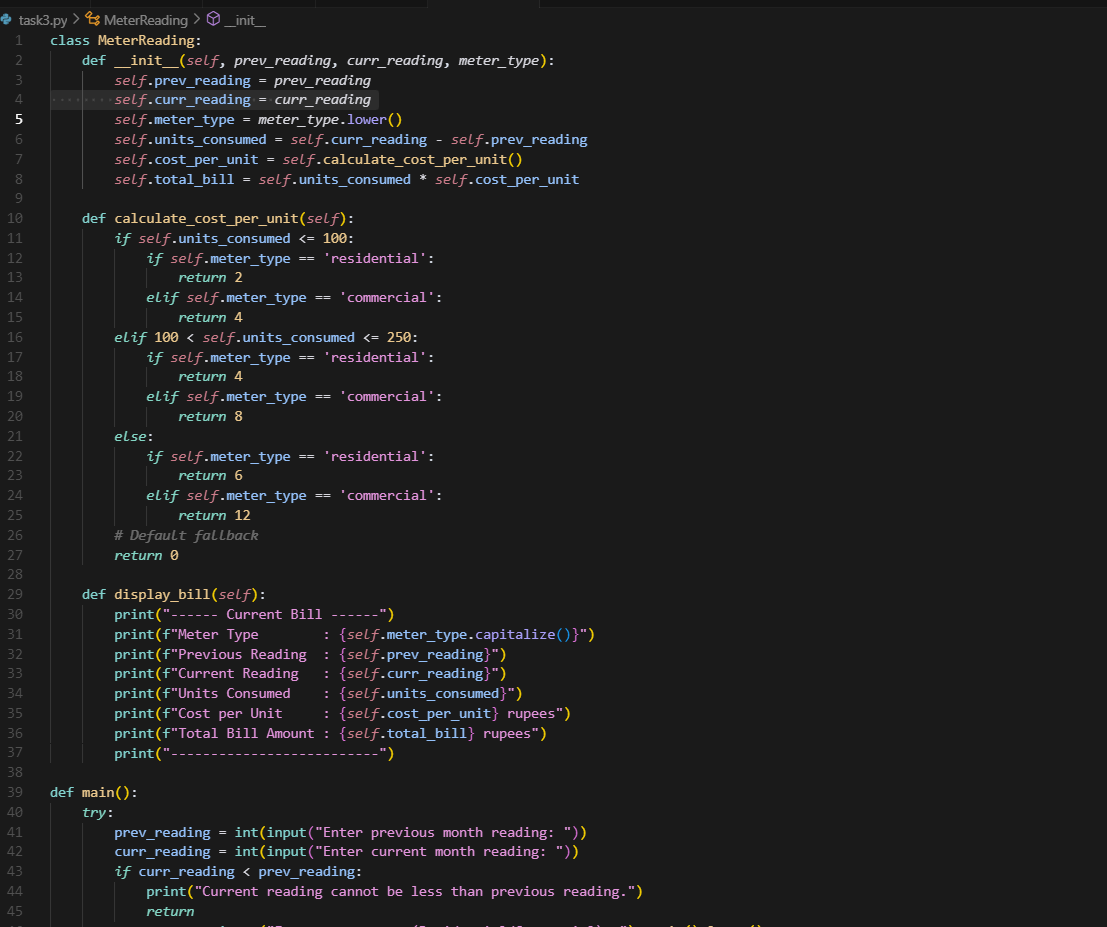 task3.py > MeterReading > __init__
1 class MeterReading:
2     def __init__(self, prev_reading, curr_reading, meter_type):
3         self.prev_reading = prev_reading
4         self.curr_reading = curr_reading
5         self.meter_type = meter_type.lower()
6         self.units_consumed = self.curr_reading - self.prev_reading
7         self.cost_per_unit = self.calculate_cost_per_unit()
8         self.total_bill = self.units_consumed * self.cost_per_unit
9
10     def calculate_cost_per_unit(self):
11         if self.units_consumed <= 100:
12             if self.meter_type == 'residential':
13                 return 2
14             elif self.meter_type == 'commercial':
15                 return 4
16         elif 100 < self.units_consumed <= 250:
17             if self.meter_type == 'residential':
18                 return 4
19             elif self.meter_type == 'commercial':
20                 return 8
21         else:
22             if self.meter_type == 'residential':
23                 return 6
24             elif self.meter_type == 'commercial':
25                 return 12
26         # Default fallback
27         return 0
28
29     def display_bill(self):
30         print("------ Current Bill ------")
31         print(f"Meter Type        : {self.meter_type.capitalize()}")
32         print(f"Previous Reading  : {self.prev_reading}")
33         print(f"Current Reading   : {self.curr_reading}")
34         print(f"Units Consumed    : {self.units_consumed}")
35         print(f"Cost per Unit     : {self.cost_per_unit} rupees")
36         print(f"Total Bill Amount : {self.total_bill} rupees")
37         print("--------------------------")
38
39 def main():
40     try:
41         prev_reading = int(input("Enter previous month reading: "))
42         curr_reading = int(input("Enter current month reading: "))
43         if curr_reading < prev_reading:
44             print("Current reading cannot be less than previous reading.")
45             return